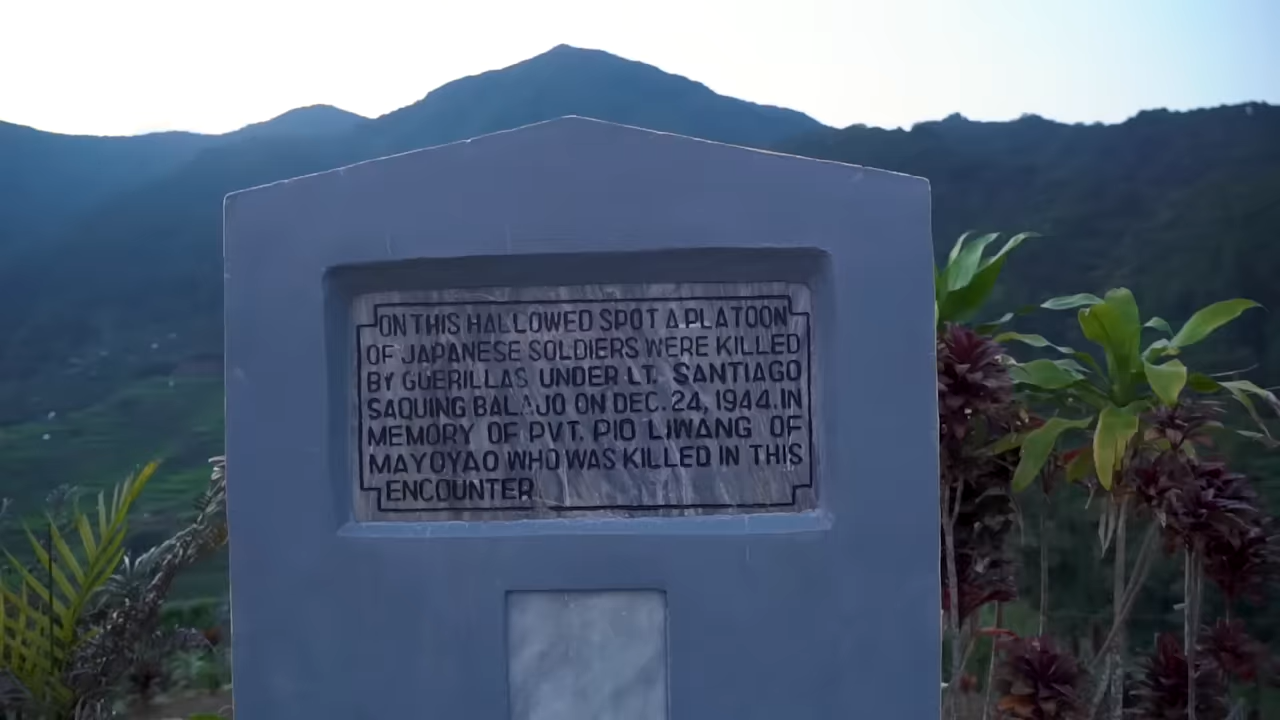 ON THIS HALLOWED SPOT A PLATOON
OF JAPANESE SOLDIERS WERE KILLED
BY GUERILLAS UNDER LT. SANTIAGO
SAQUING BALAJO ON DEC. 24, 1944. IN
MEMORY OF PVT. PIO LIWANG OF
MAYOYAO WHO WAS KILLED IN THIS
ENCOUNTER